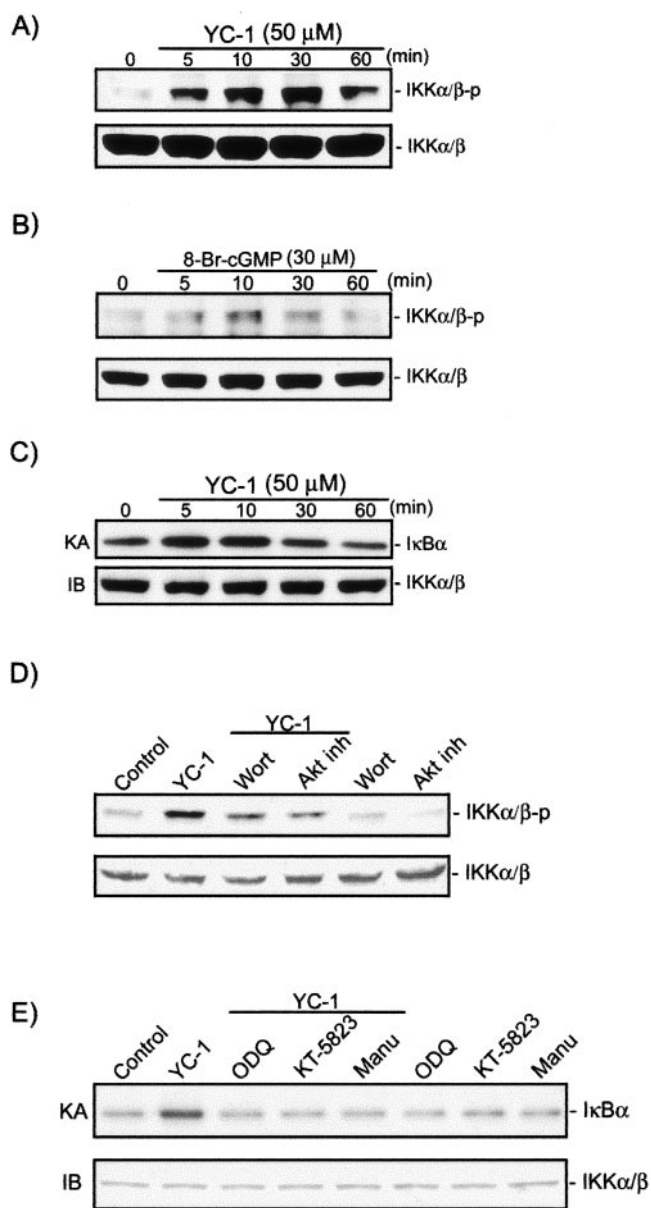 A)
YC-1 (50 μM)
0 5 10 30 60 (min)
- IKKα/β-p
- IKKα/β
B)
8-Br-cGMP (30 μM)
0 5 10 30 60 (min)
- IKKα/β-p
- IKKα/β
C)
YC-1 (50 μM)
0 5 10 30 60 (min)
KA - IκBα
IB - IKKα/β
D)
YC-1
Control YC-1 Wort Akt inh Wort Akt inh
- IKKα/β-p
- IKKα/β
E)
YC-1
Control YC-1 ODQ KT-5823 Manu ODQ KT-5823 Manu
KA - IκBα
IB - IKKα/β